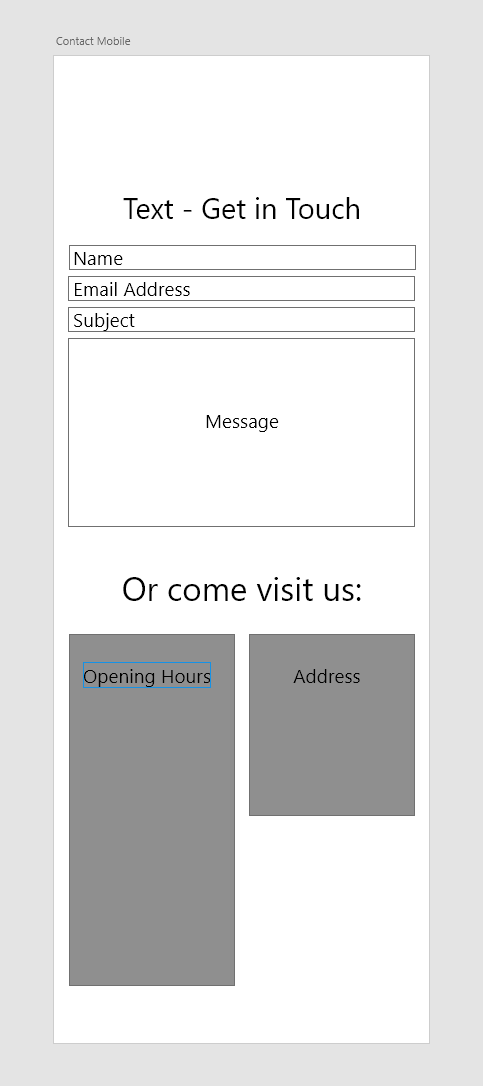 Contact Mobile
Text - Get in Touch
Name
Email Address
Subject
Message
Or come visit us:
Opening Hours
Address